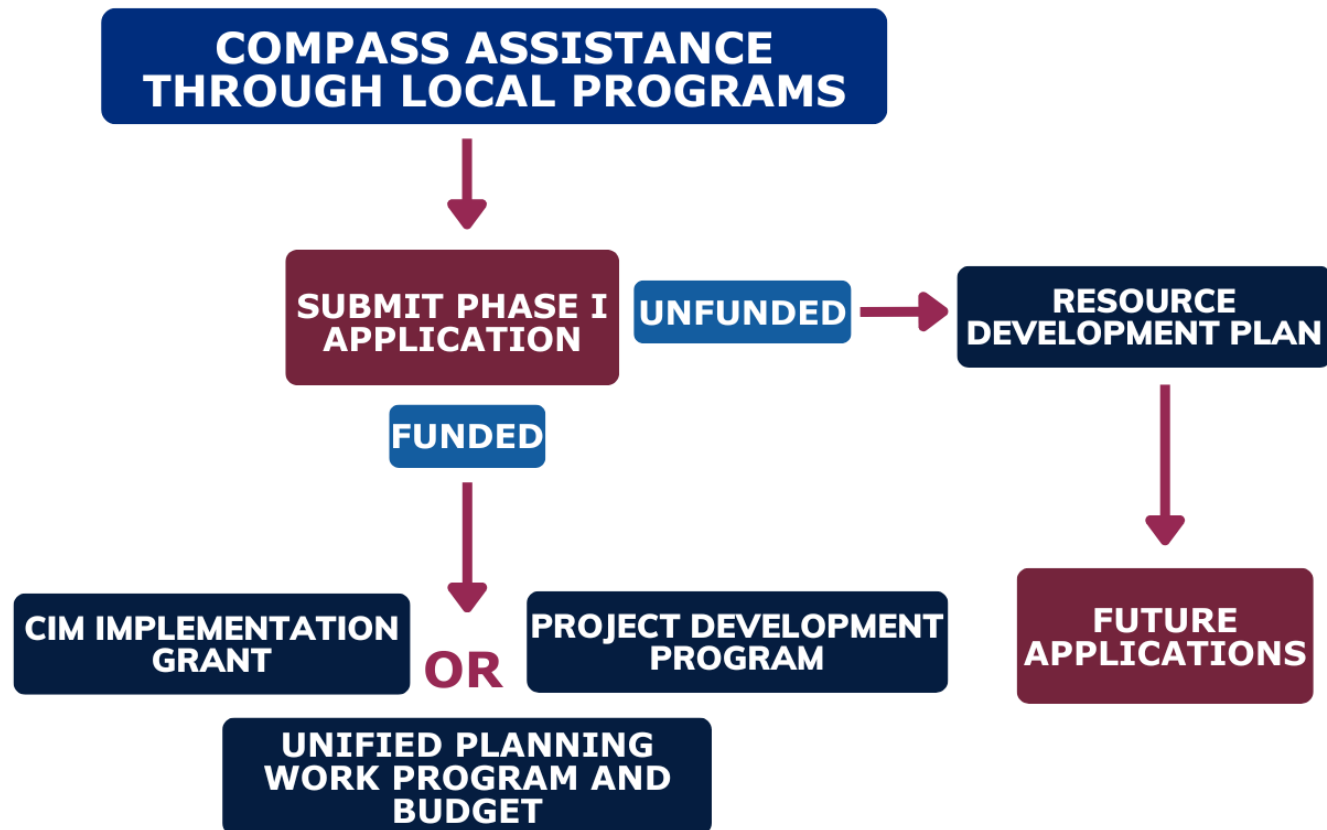 COMPASS ASSISTANCE
THROUGH LOCAL PROGRAMS
SUBMIT PHASE I
APPLICATION
UNFUNDED
RESOURCE
DEVELOPMENT PLAN
FUNDED
CIM IMPLEMENTATION
GRANT
OR
PROJECT DEVELOPMENT
PROGRAM
FUTURE
APPLICATIONS
UNIFIED PLANNING
WORK PROGRAM AND
BUDGET